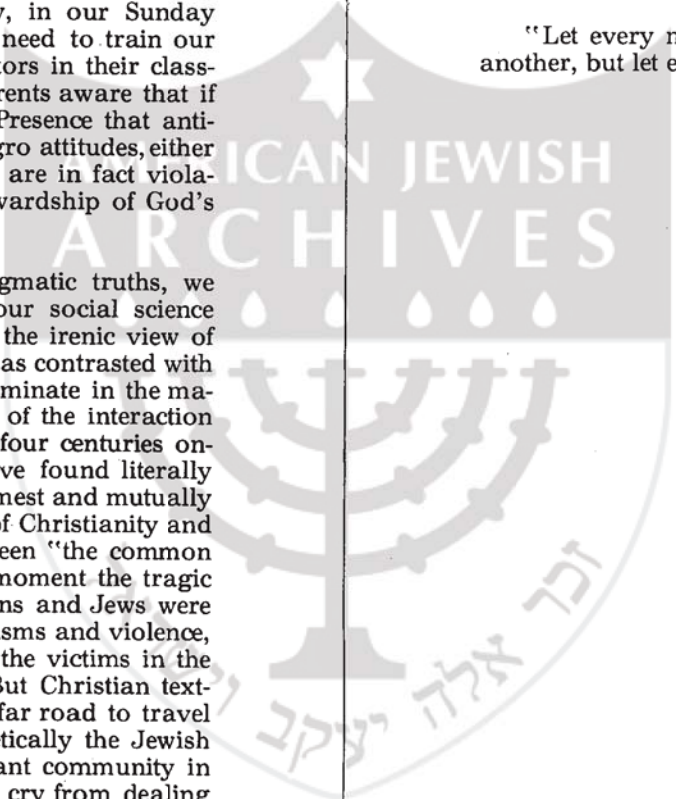 , in our Sunday
need to train our
tors in their class-
rents aware that if
Presence that anti-
gro attitudes, either
are in fact viola-
wardship of God's
gmatic truths, we
our social science
the irenic view of
as contrasted with
minate in the ma-
of the interaction
four centuries on-
ve found literally
nest and mutually
of Christianity and
een "the common
moment the tragic
ns and Jews were
sms and violence,
the victims in the
But Christian text-
far road to travel
tically the Jewish
ant community in
cry from dealing
"Let every
another, but let
AMERICAN JEWISH
ARCHIVES
זכר אלה יעקב וישראל